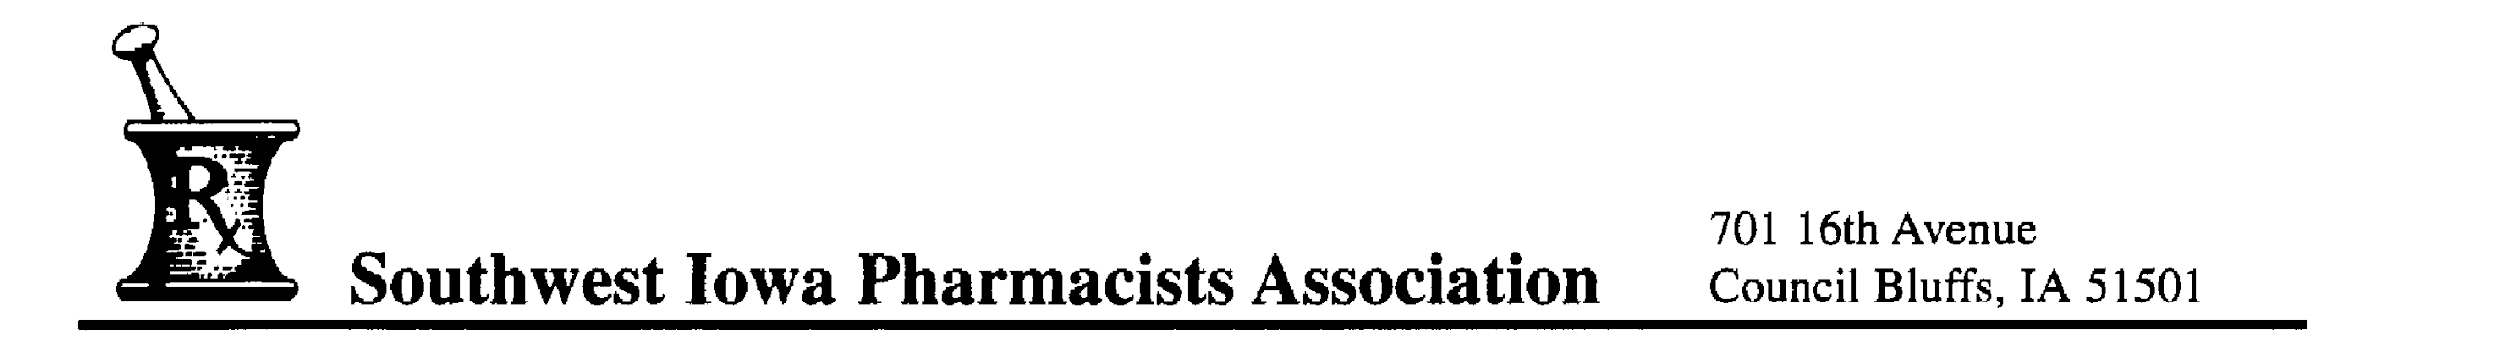 Rx
701 16th Avenue
Southwest Iowa Pharmacists Association
Council Bluffs, IA 51501